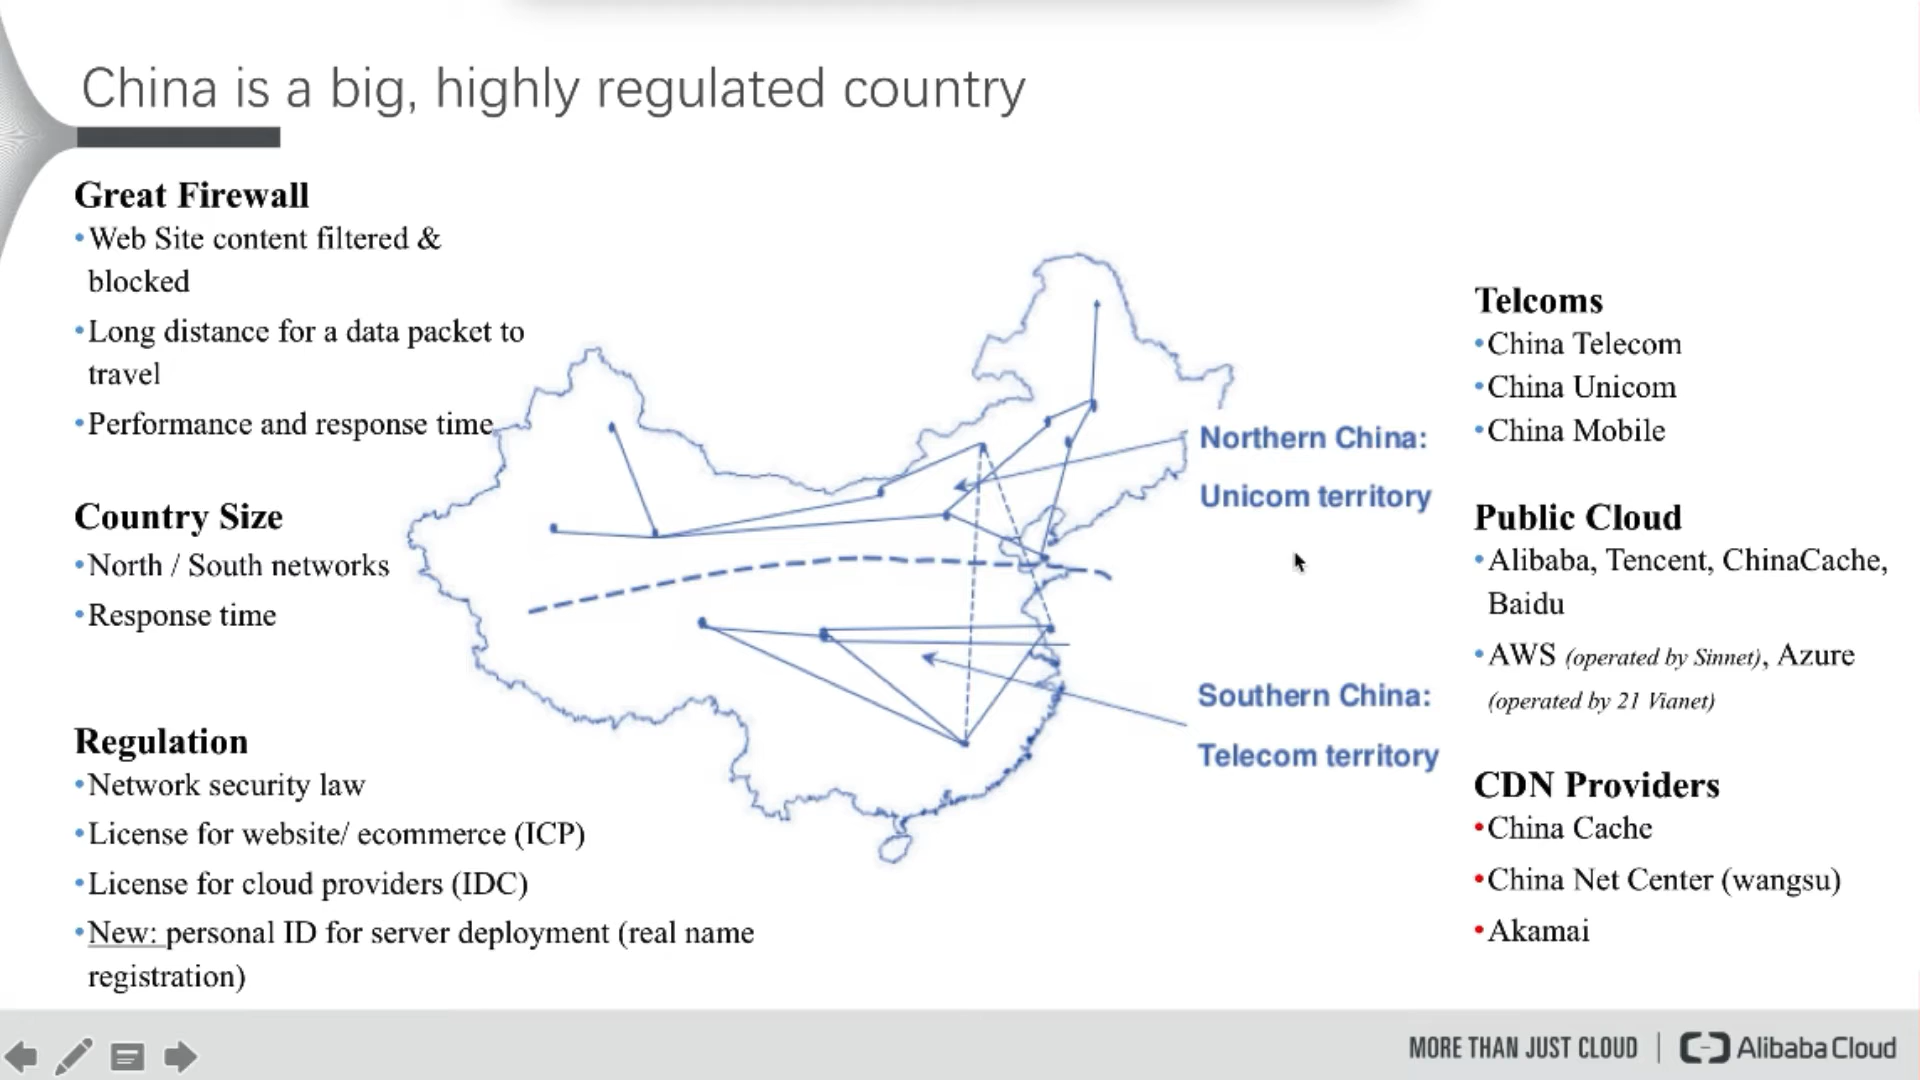 China is a big, highly regulated country
Great Firewall
•Web Site content filtered &
blocked
•Long distance for a data packet to
travel
•Performance and response time
Country Size
•North / South networks
•Response time
Regulation
•Network security law
•License for website/ ecommerce (ICP)
•License for cloud providers (IDC)
•New: personal ID for server deployment (real name
registration)
Northern China:
Unicom territory
Southern China:
Telecom territory
Telcoms
•China Telecom
•China Unicom
•China Mobile
Public Cloud
•Alibaba, Tencent, ChinaCache,
Baidu
•AWS (operated by Sinnet), Azure
(operated by 21 Vianet)
CDN Providers
•China Cache
•China Net Center (wangsu)
•Akamai
MORE THAN JUST CLOUD | Alibaba Cloud